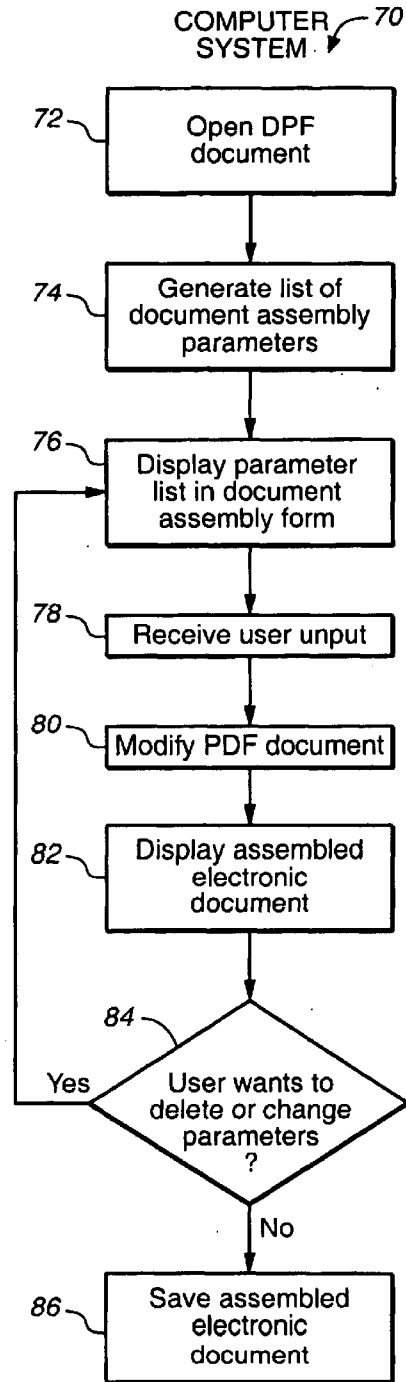 COMPUTER
SYSTEM
70
72
Open DPF
document
74
Generate list of
document assembly
parameters
76
Display parameter
list in document
assembly form
78
Receive user unput
80
Modify PDF document
82
Display assembled
electronic
document
84
Yes
User wants to
delete or change
parameters
?
No
86
Save assembled
electronic
document